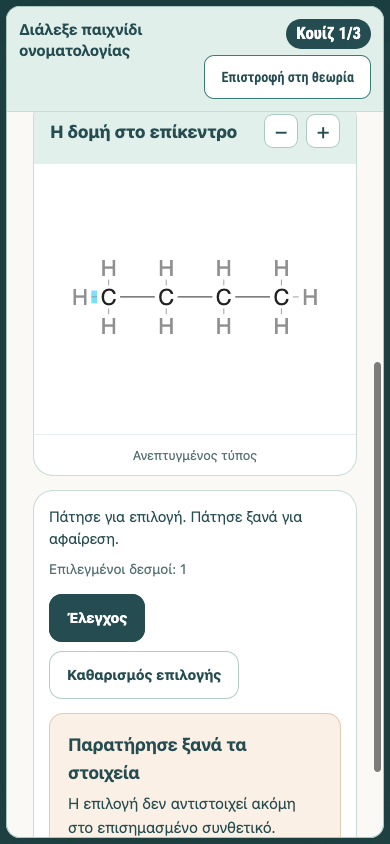 Διάλεξε παιχνίδι
ονοματολογίας
Κουίζ 1/3
Επιστροφή στη θεωρία
Η δομή στο επίκεντρο
−
+
H H H H
H C C C C H
H H H H
Ανεπτυγμένος τύπος
Πάτησε για επιλογή. Πάτησε ξανά για
αφαίρεση.
Επιλεγμένοι δεσμοί: 1
Έλεγχος
Καθαρισμός επιλογής
Παρατήρησε ξανά τα
στοιχεία
Η επιλογή δεν αντιστοιχεί ακόμη
στο επισημασμένο συνθετικό.